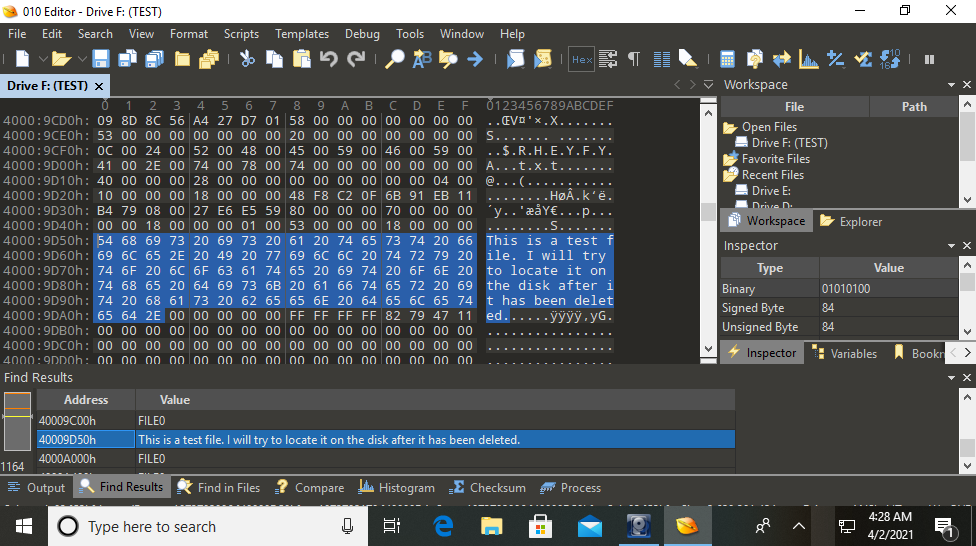 010 Editor - Drive F: (TEST)
File Edit Search View Format Scripts Templates Debug Tools Window Help
Hex
Drive F: (TEST)
0 1 2 3 4 5 6 7 8 9 A B C D E F 0123456789ABCDEF
4000:9CD0h: 09 8D 8C 56 A4 27 D7 01 58 00 00 00 00 00 00 00 ..ŒV¤'×.X.......
4000:9CE0h: 53 00 00 00 00 00 00 00 20 00 00 00 00 00 00 00 S....... .......
4000:9CF0h: 0C 00 24 00 52 00 48 00 45 00 59 00 46 00 59 00 ..$.R.H.E.Y.F.Y.
4000:9D00h: 41 00 2E 00 74 00 78 00 74 00 00 00 00 00 00 00 A...t.x.t.......
4000:9D10h: 40 00 00 00 28 00 00 00 00 00 00 00 00 00 04 00 @...(...........
4000:9D20h: 10 00 00 00 18 00 00 00 48 F8 C2 0F 6B 91 EB 11 ........HøÂ.k‘ë.
4000:9D30h: B4 79 08 00 27 E6 E5 59 80 00 00 00 70 00 00 00 ´y..'æåY€...p...
4000:9D40h: 00 00 18 00 00 00 01 00 53 00 00 00 18 00 00 00 ........S.......
4000:9D50h: 54 68 69 73 20 69 73 20 61 20 74 65 73 74 20 66 This is a test f
4000:9D60h: 69 6C 65 2E 20 49 20 77 69 6C 6C 20 74 72 79 20 ile. I will try
4000:9D70h: 74 6F 20 6C 6F 63 61 74 65 20 69 74 20 6F 6E 20 to locate it on
4000:9D80h: 74 68 65 20 64 69 73 6B 20 61 66 74 65 72 20 69 the disk after i
4000:9D90h: 74 20 68 61 73 20 62 65 65 6E 20 64 65 6C 65 74 t has been delet
4000:9DA0h: 65 64 2E 00 00 00 00 00 FF FF FF FF 82 79 47 11 ed......ÿÿÿÿ‚yG.
4000:9DB0h: 00 00 00 00 00 00 00 00 00 00 00 00 00 00 00 00 ................
4000:9DC0h: 00 00 00 00 00 00 00 00 00 00 00 00 00 00 00 00 ................
4000:9DD0h: 00 00 00 00 00 00 00 00 00 00 00 00 00 00 00 00
Workspace
File Path
Open Files
Drive F: (TEST)
Favorite Files
Recent Files
Drive E:
Drive D:
Workspace Explorer
Inspector
Type Value
Binary 01010100
Signed Byte 84
Unsigned Byte 84
Inspector Variables Bookn
Find Results
Address Value
40009C00h FILE0
40009D50h This is a test file. I will try to locate it on the disk after it has been deleted.
4000A000h FILE0
1164
Output Find Results Find in Files Compare Histogram Checksum Process
Type here to search
4:28 AM
4/2/2021
1